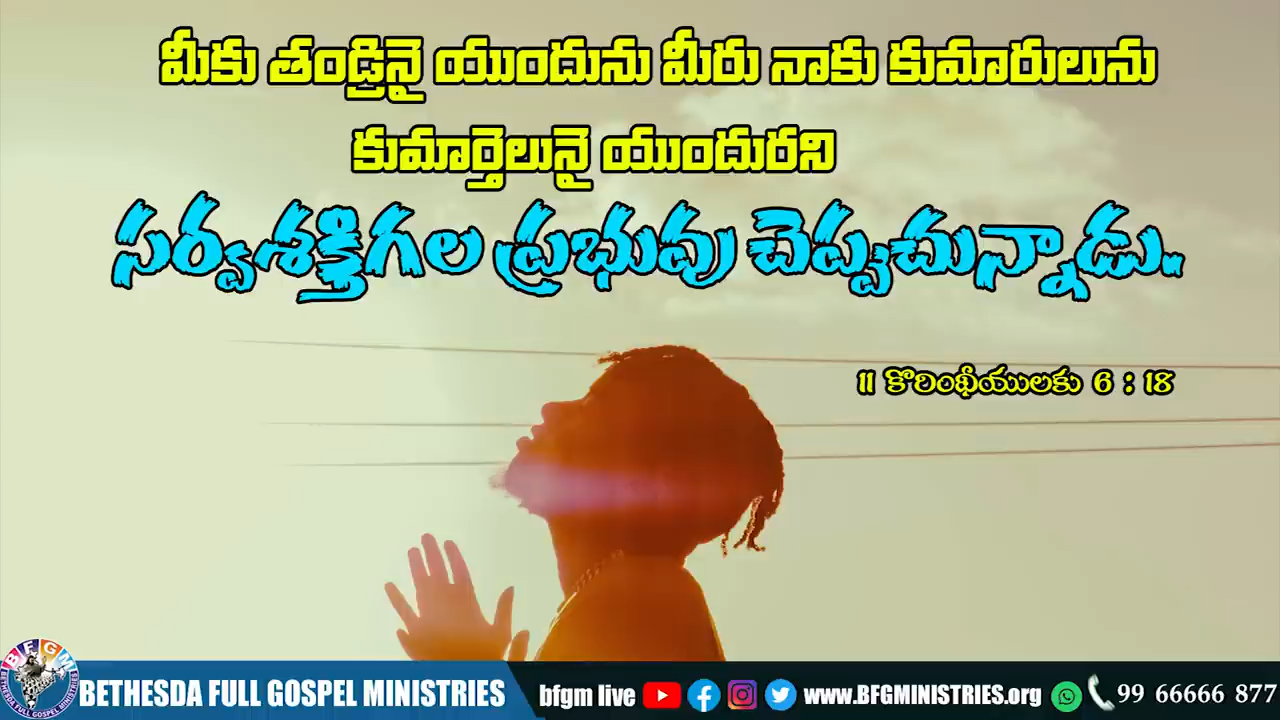 మీకు తండ్రినై యుందును మీరు నాకు కుమారులును
కుమార్తెలునై యుందురని
సర్వశక్తిగల ప్రభువు చెప్పుచున్నాడు.
II కొరింథీయులకు 6 : 18
BFGM
BETHESDA FULL GOSPEL MINISTRIES bfgm live www.BFGMINISTRIES.org 99 66666 877